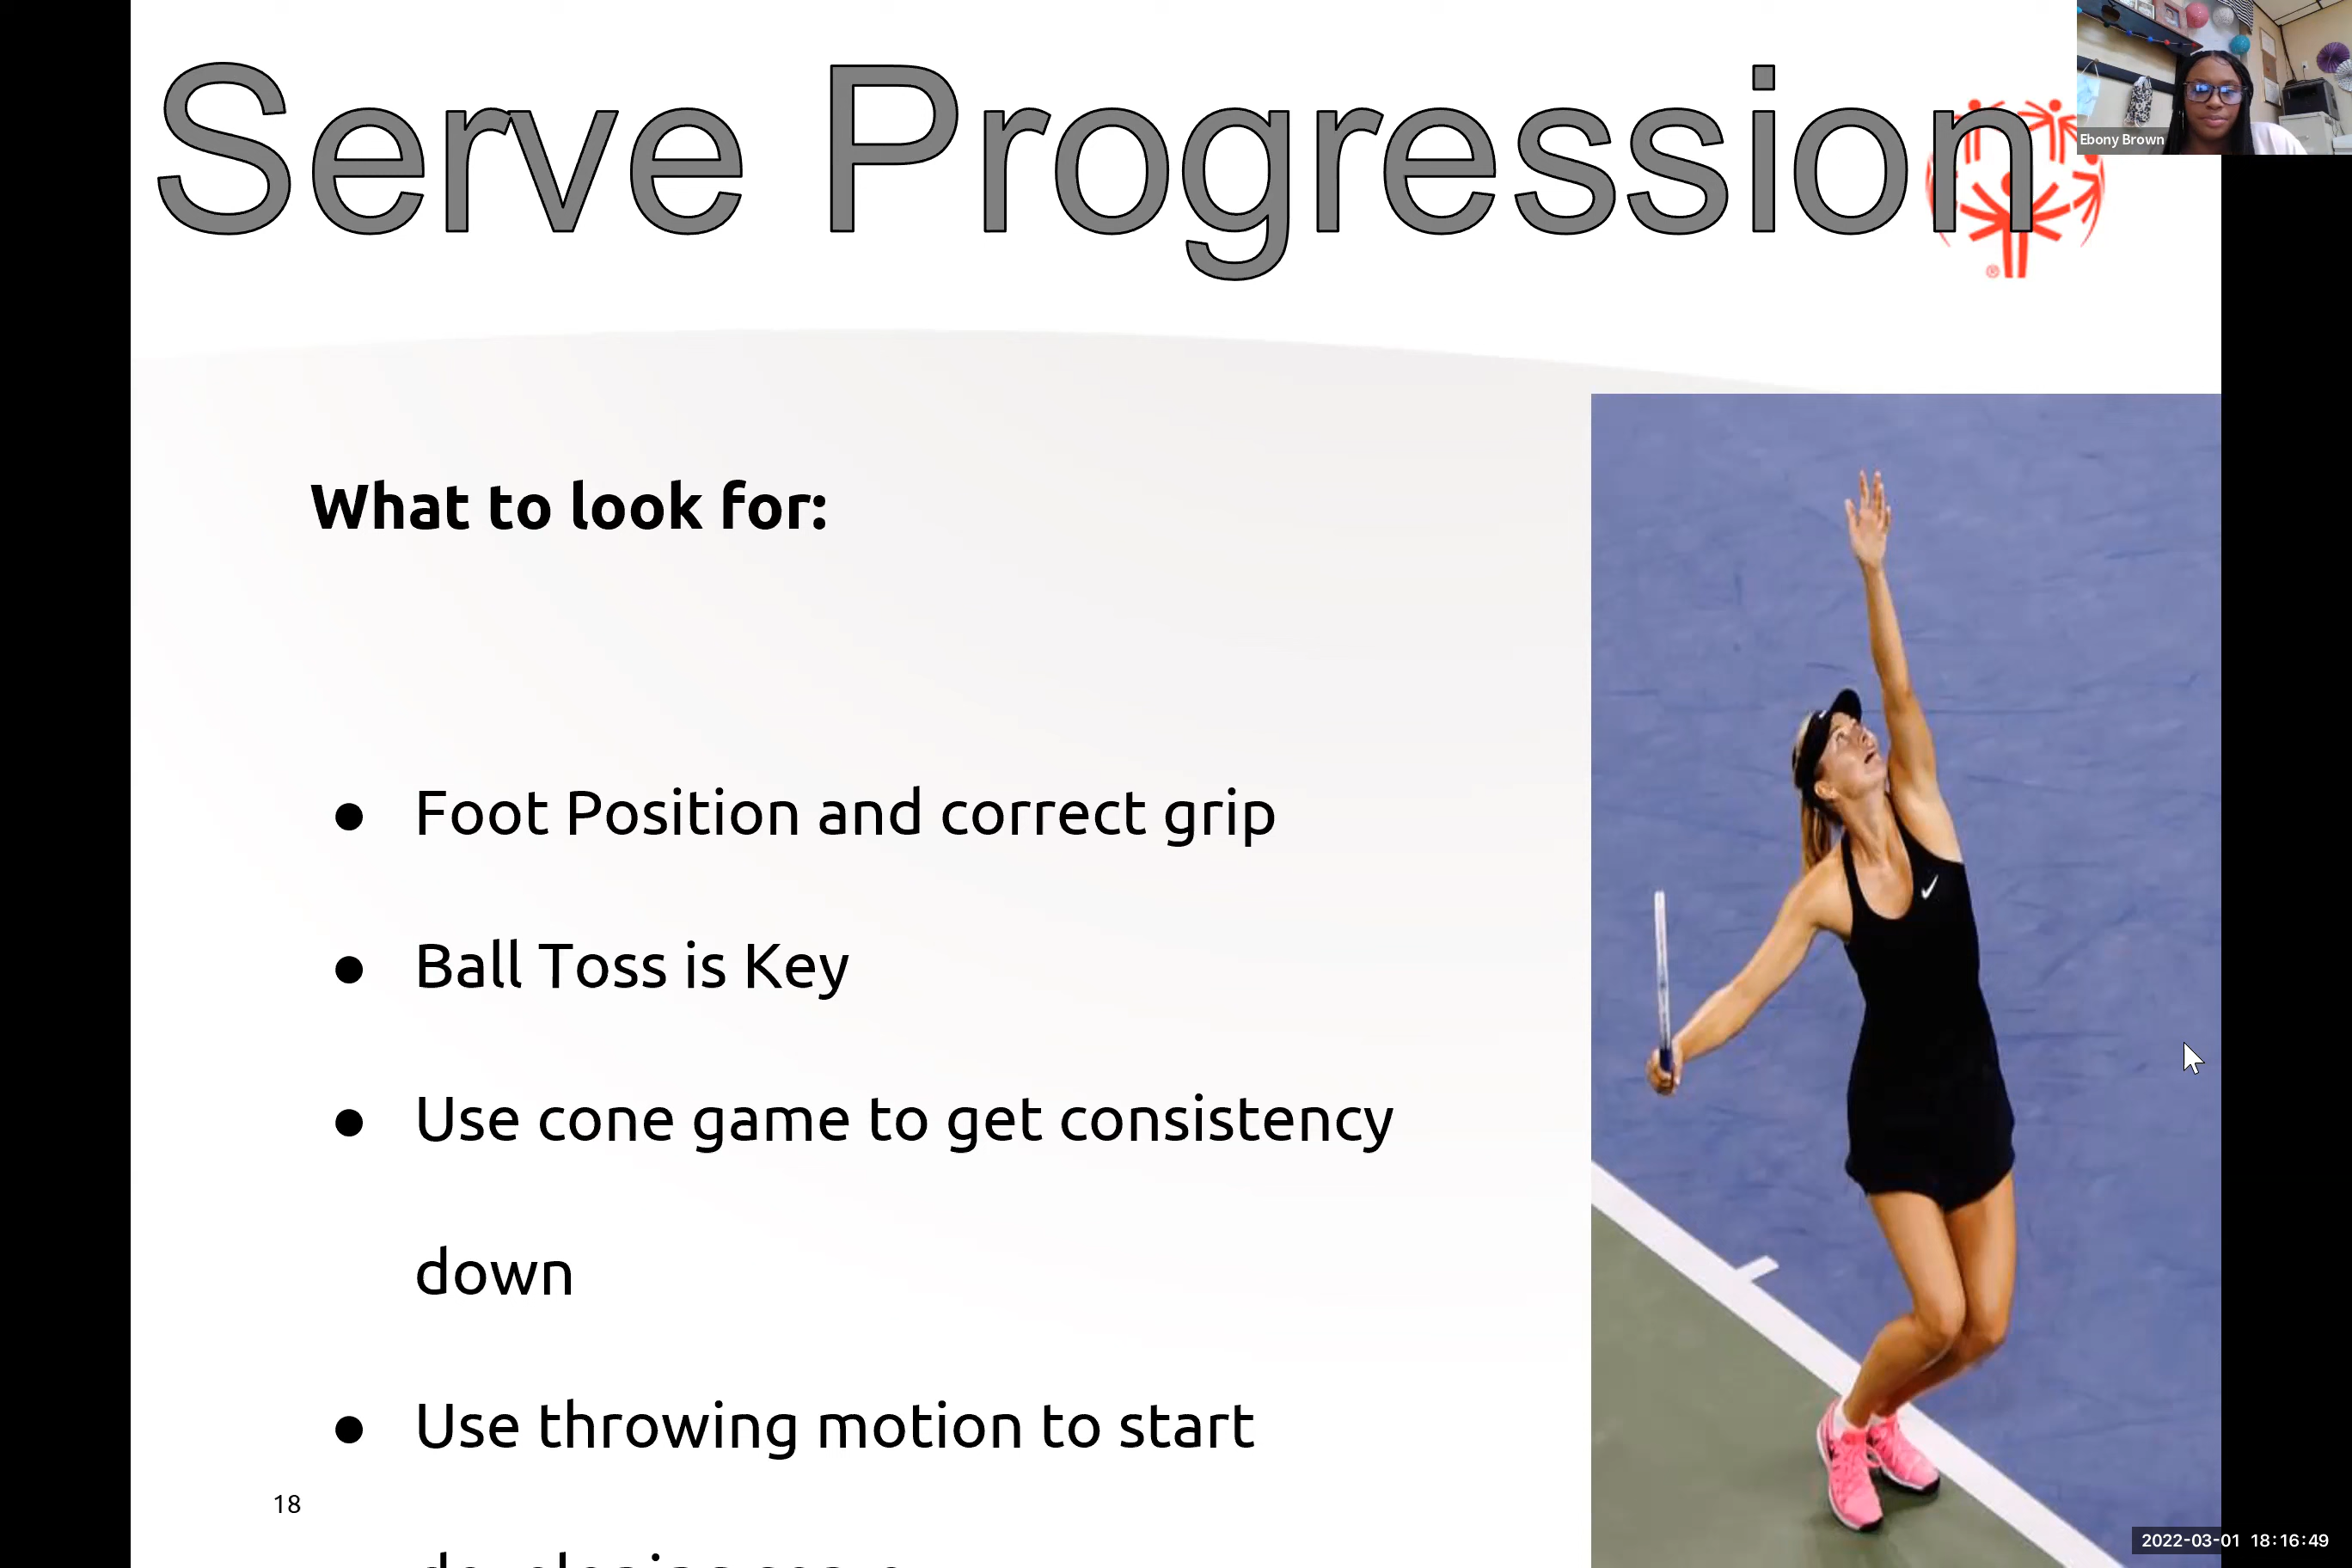 Serve Progression
®
Ebony Brown
What to look for:
● Foot Position and correct grip
● Ball Toss is Key
● Use cone game to get consistency
down
● Use throwing motion to start
18
2022-03-01 18:16:49